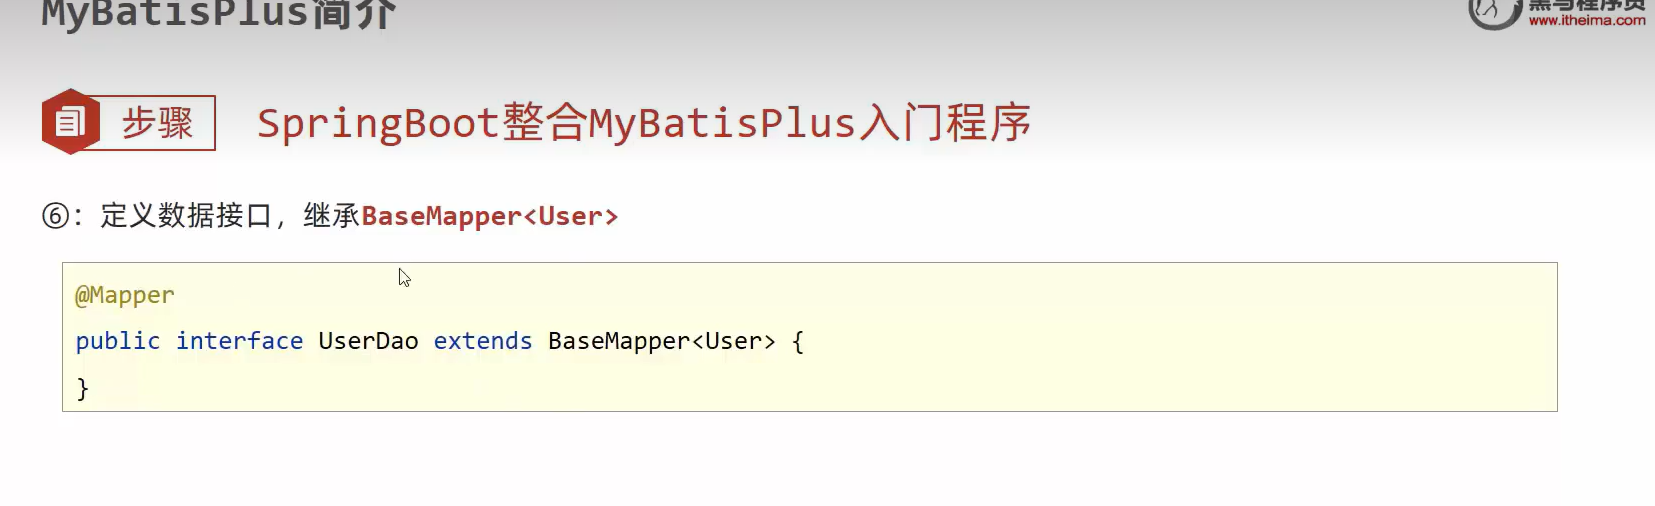 MyBatisPlus简介
黑马程序员
www.itheima.com
步骤
SpringBoot整合MyBatisPlus入门程序
⑥：定义数据接口，继承BaseMapper<User>
@Mapper
public interface UserDao extends BaseMapper<User> {
}